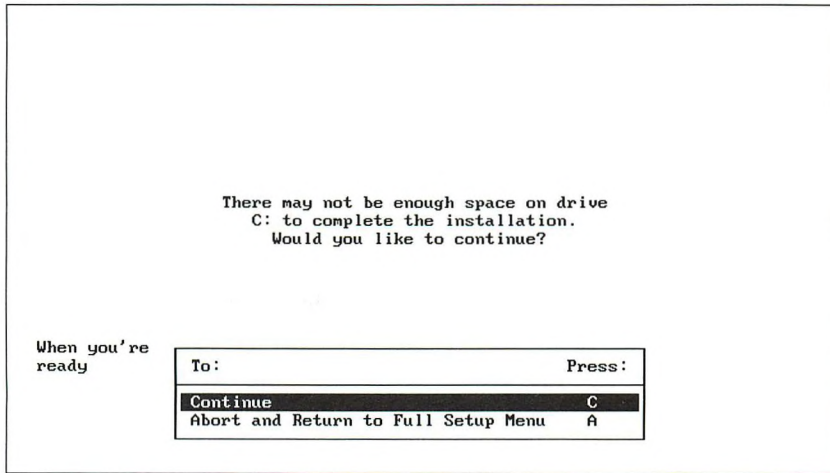 There may not be enough space on drive
C: to complete the installation.
Would you like to continue?
When you're
ready
To: Press:
Continue C
Abort and Return to Full Setup Menu A